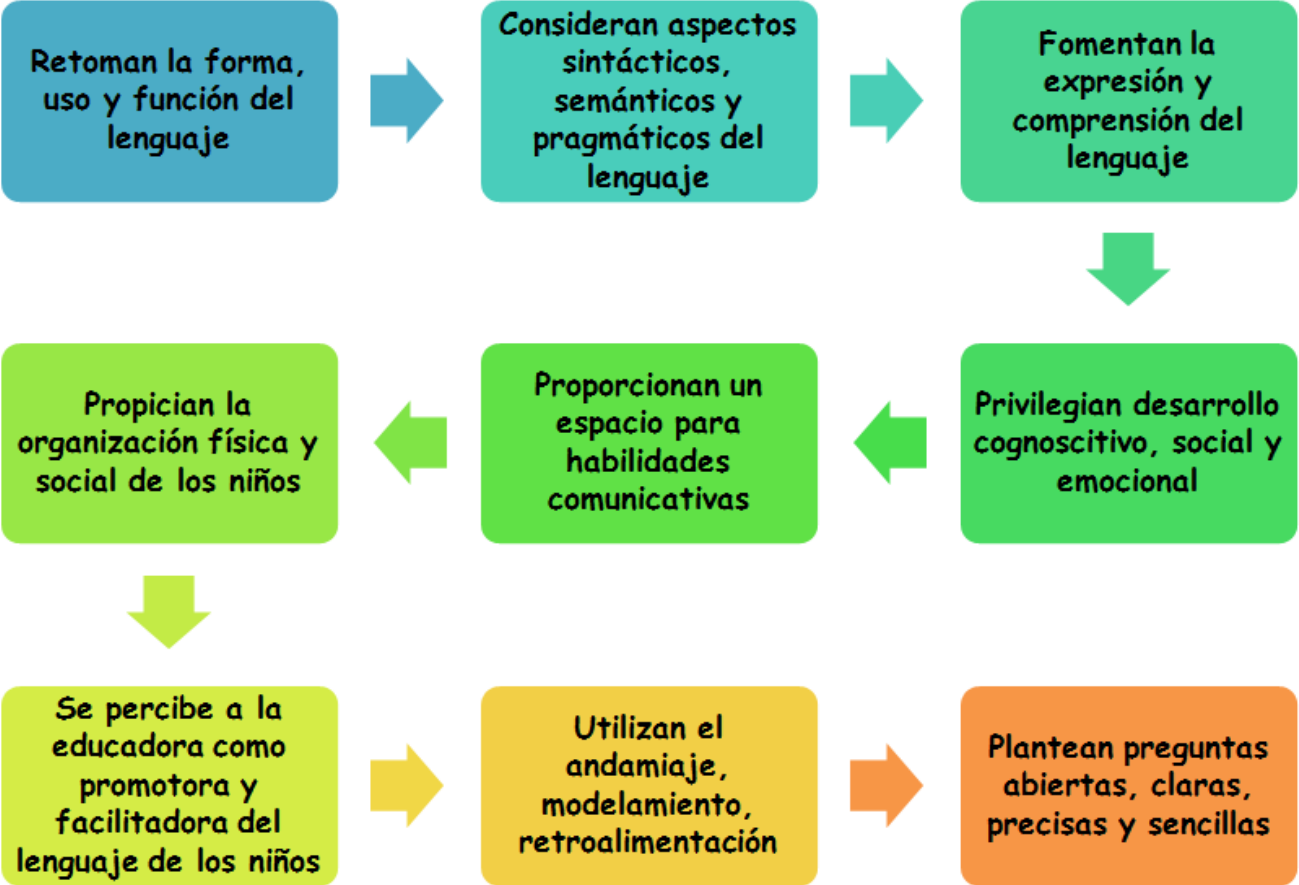 Retoman la forma,
uso y función del
lenguaje
Consideran aspectos
sintácticos,
semánticos y
pragmáticos del
lenguaje
Fomentan la
expresión y
comprensión del
lenguaje
Privilegian desarrollo
cognoscitivo, social y
emocional
Proporcionan un
espacio para
habilidades
comunicativas
Propician la
organización física y
social de los niños
Se percibe a la
educadora como
promotora y
facilitadora del
lenguaje de los niños
Utilizan el
andamiaje,
modelamiento,
retroalimentación
Plantean preguntas
abiertas, claras,
precisas y sencillas